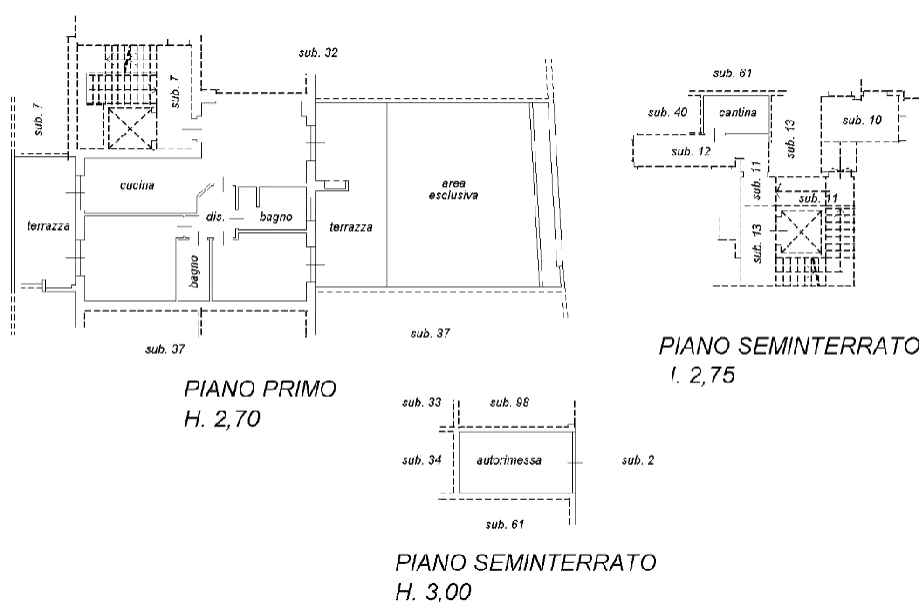 sub. 32
sub. 7
sub. 7
cucina
terrazza
dis.
bagno
bagno
terrazza
area
esclusiva
sub. 37
sub. 37
PIANO PRIMO
H. 2,70
sub. 61
sub. 40
cantina
sub. 13
sub. 10
sub. 12
sub. 11
sub. 11
sub. 13
PIANO SEMINTERRATO
. 2,75
sub. 33
sub. 98
sub. 34
autorimessa
sub. 2
sub. 61
PIANO SEMINTERRATO
H. 3,00